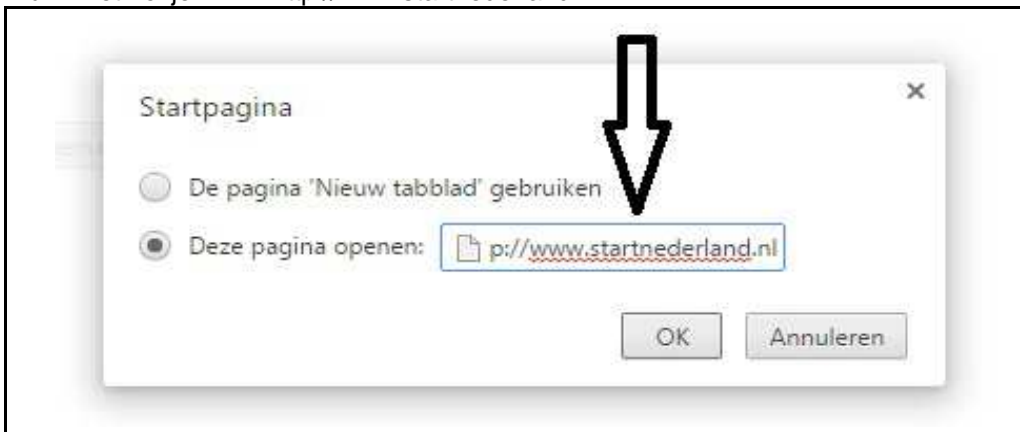 Startpagina
De pagina 'Nieuw tabblad' gebruiken
Deze pagina openen: p://www.startnederland.nl
OK Annuleren